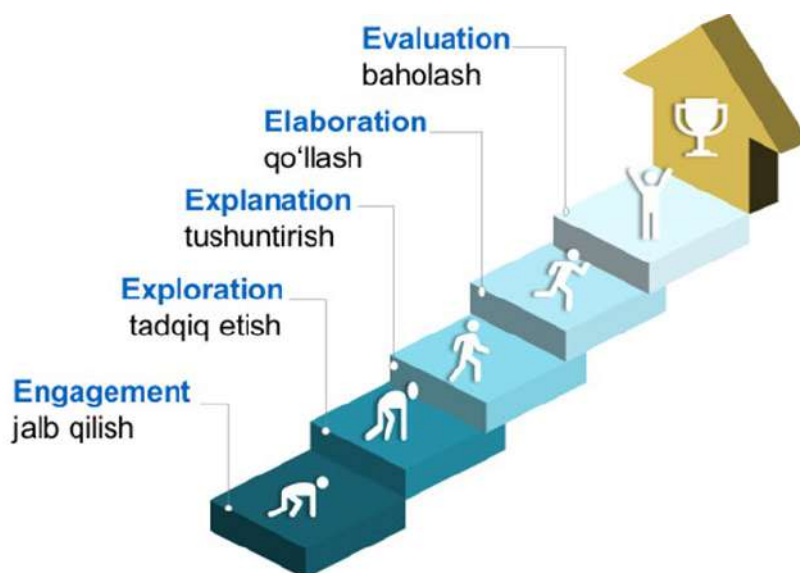 Evaluation
baholash
Elaboration
qo‘llash
Explanation
tushuntirish
Exploration
tadqiq etish
Engagement
jalb qilish